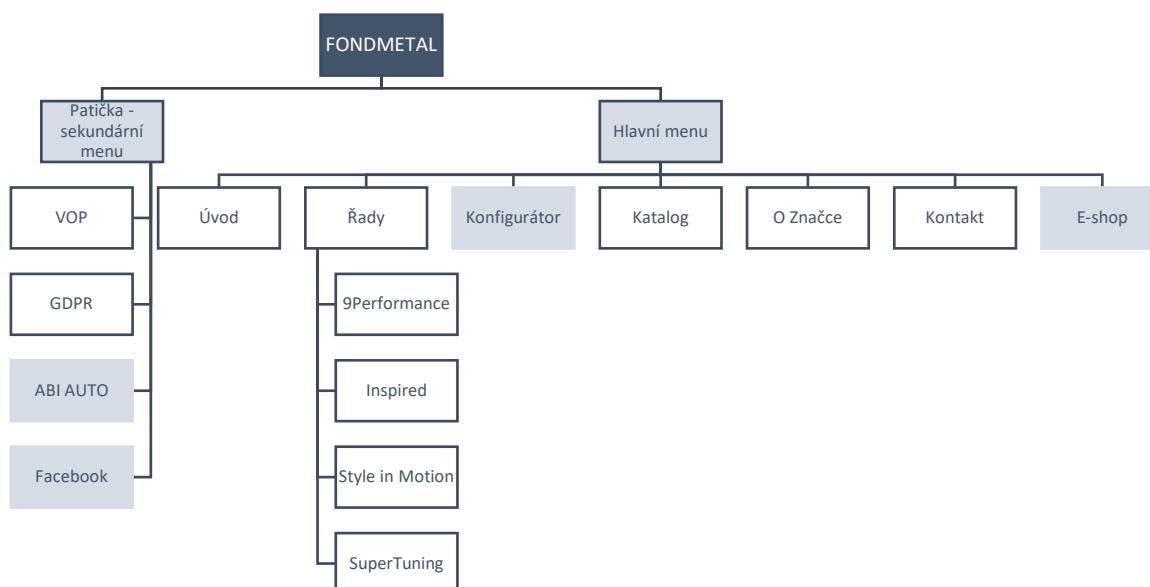 FONDMETAL
Patička -
sekundární
menu
Hlavní menu
VOP
Úvod
Řady
Konfigurátor
Katalog
O Značce
Kontakt
E-shop
GDPR
9Performance
ABI AUTO
Inspired
Facebook
Style in Motion
SuperTuning